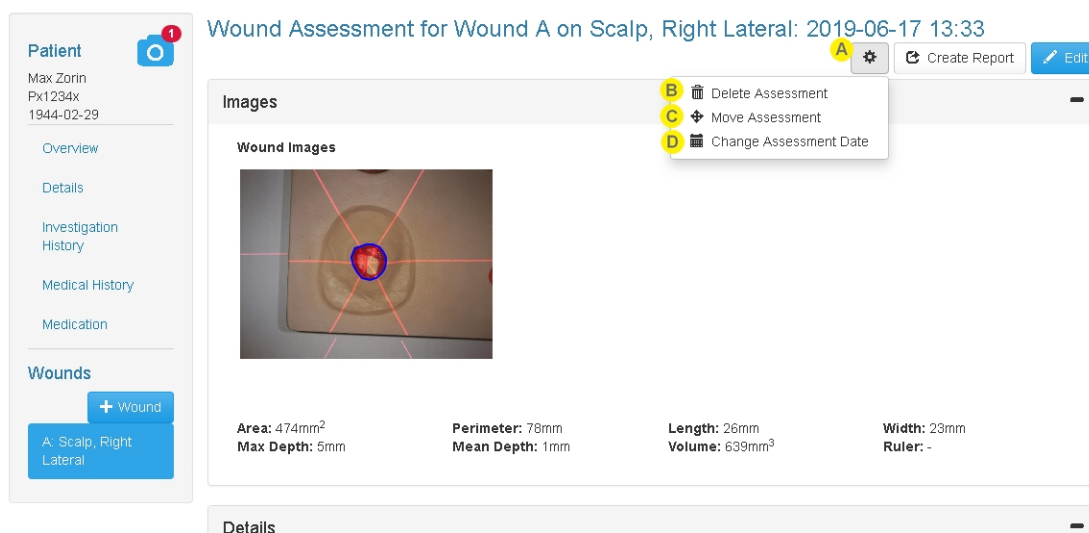 Wound Assessment for Wound A on Scalp, Right Lateral: 2019-06-17 13:33
Patient
1
Max Zorin
Px1234x
1944-02-29
Overview
Details
Investigation
History
Medical History
Medication
Wounds
+ Wound
A: Scalp, Right
Lateral
A
Create Report
Edit
B Delete Assessment
C Move Assessment
D Change Assessment Date
Images
Wound Images
Area: 474mm² Perimeter: 78mm Length: 26mm Width: 23mm
Max Depth: 5mm Mean Depth: 1mm Volume: 639mm³ Ruler: -
Details